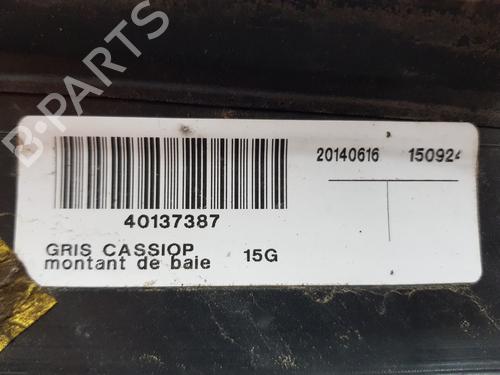 B-PARTS
20140616 150924
40137387
GRIS CASSIOP 15G
montant de baie